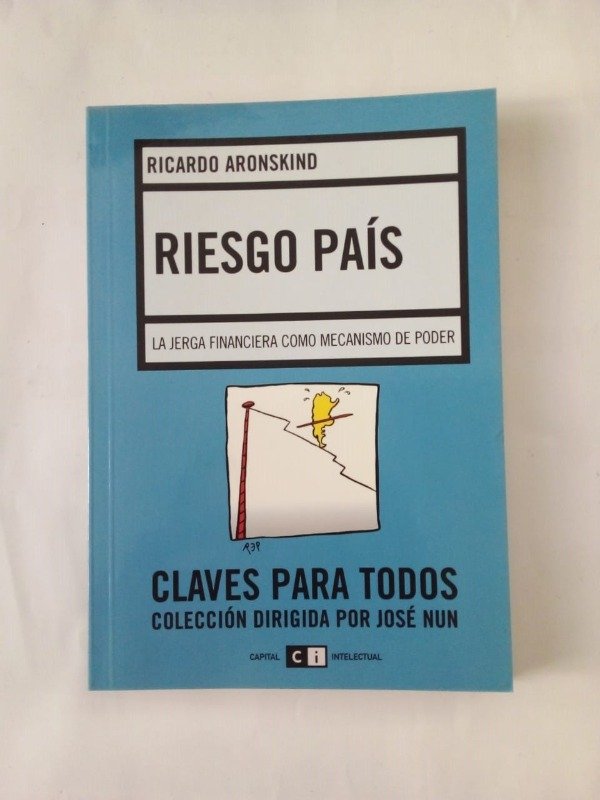 RICARDO ARONSKIND
RIESGO PAÍS
LA JERGA FINANCIERA COMO MECANISMO DE PODER
REP
CLAVES PARA TODOS
COLECCIÓN DIRIGIDA POR JOSÉ NUN
CAPITAL Ci INTELECTUAL